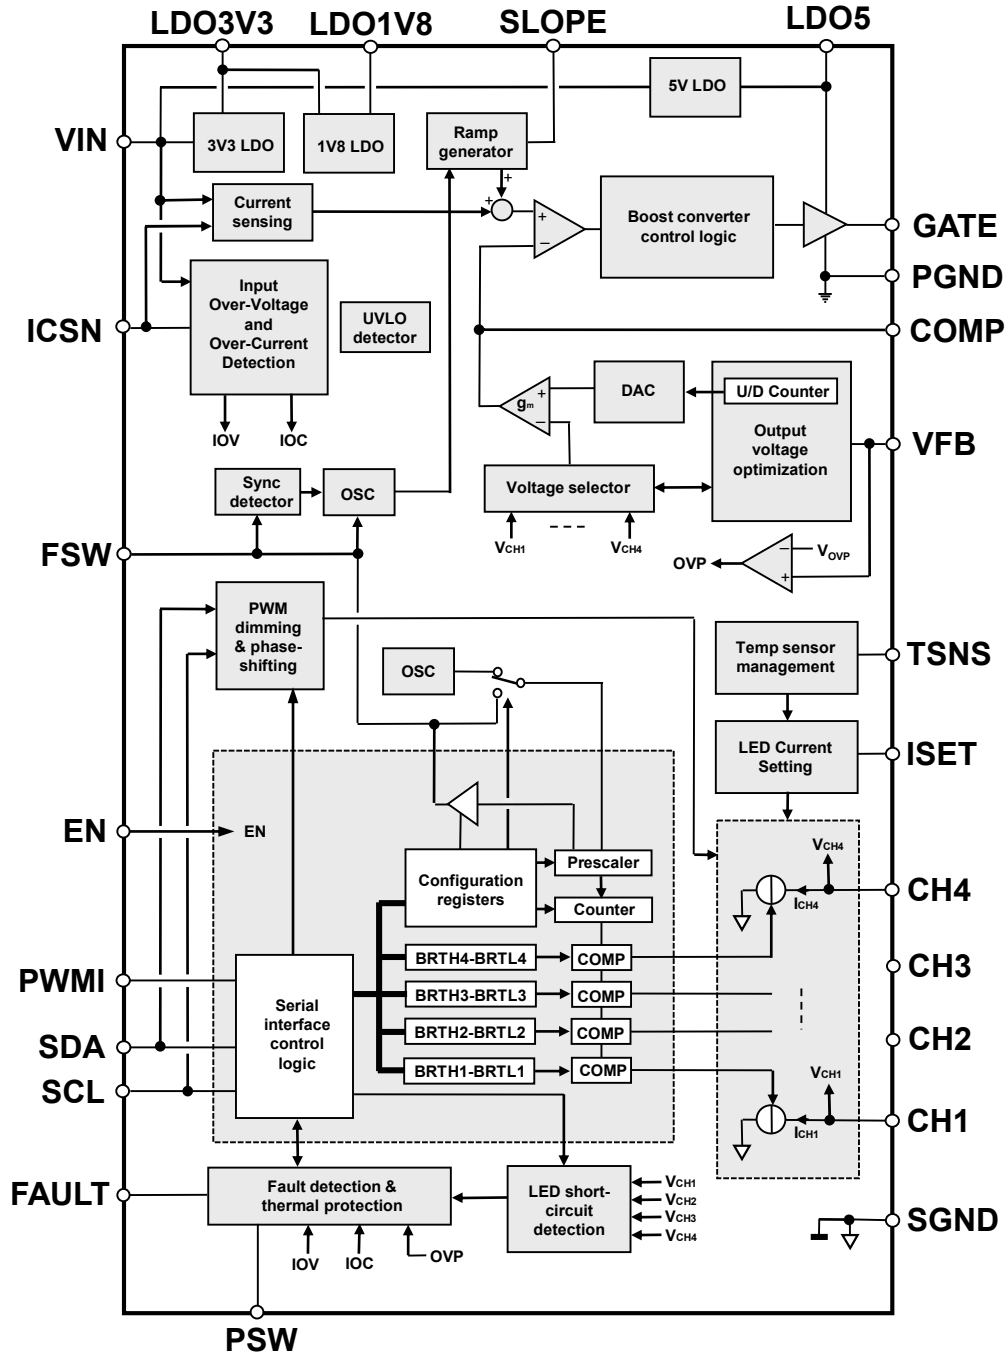 LDO3V3
LDO1V8
SLOPE
LDO5
5V LDO
VIN
3V3 LDO
1V8 LDO
Ramp
generator
+
+
Current
sensing
+
−
Boost converter
control logic
GATE
PGND
Input
Over-Voltage
and
Over-Current
Detection
UVLO
detector
ICSN
COMP
IOV
IOC
gm
+
−
DAC
U/D Counter
Output
voltage
optimization
VFB
Sync
detector
OSC
Voltage selector
VCH1
VCH4
FSW
OVP
−
+
VOVP
PWM
dimming
& phase-
shifting
OSC
Temp sensor
management
TSNS
LED Current
Setting
ISET
EN
EN
Configuration
registers
Prescaler
Counter
VCH4
ICH4
CH4
BRTH4-BRTL4
COMP
CH3
PWMI
Serial
interface
control
logic
BRTH3-BRTL3
COMP
BRTH2-BRTL2
COMP
CH2
SDA
BRTH1-BRTL1
COMP
SCL
VCH1
ICH1
CH1
FAULT
Fault detection &
thermal protection
LED short-
circuit
detection
VCH1
VCH2
VCH3
VCH4
SGND
IOV
IOC
OVP
PSW